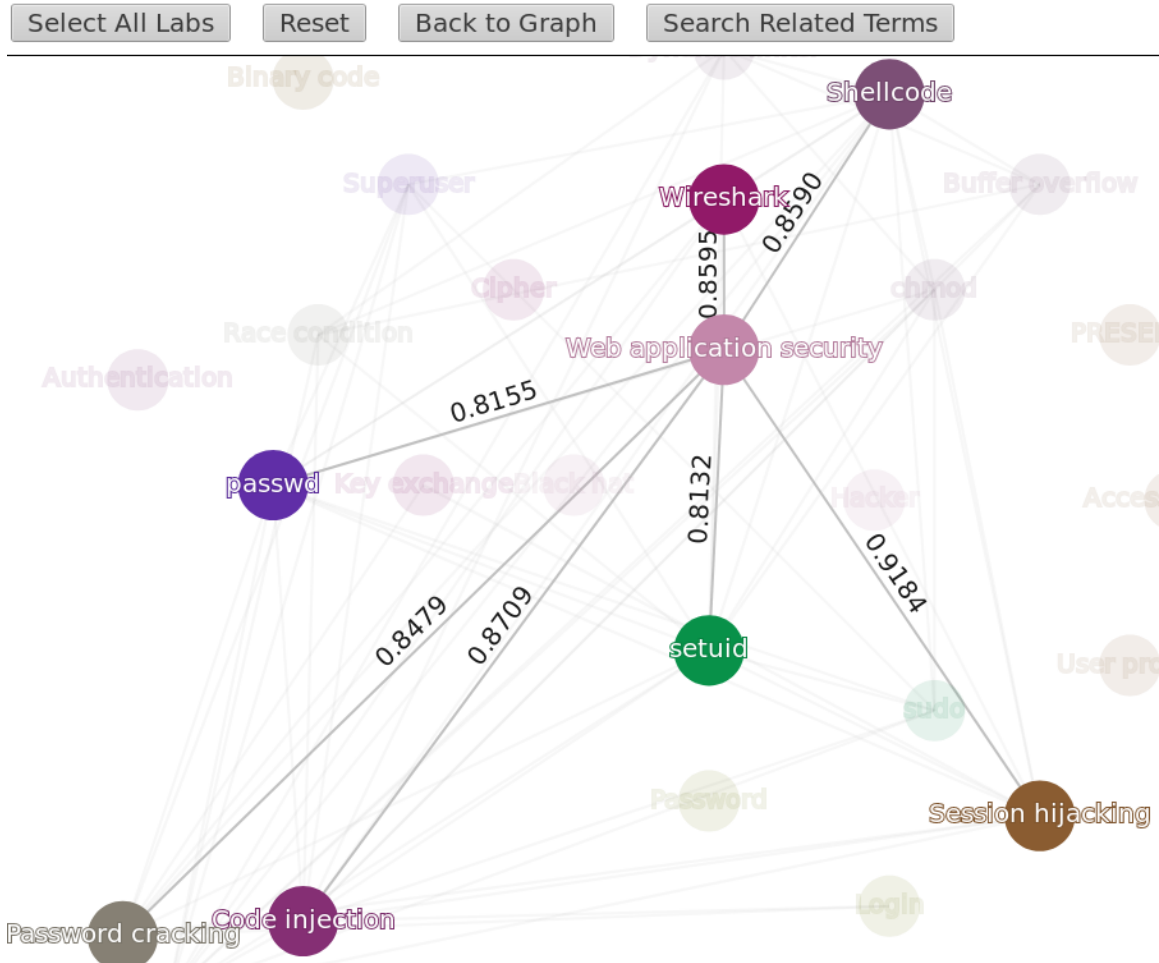 Select All Labs
Reset
Back to Graph
Search Related Terms
Binary code
Shellcode
Superuser
Wireshark
Buffer overflow
0.8590
0.8595
Cipher
chmod
Race condition
Web application security
Authentication
0.8155
passwd
Key exchange
Black hat
0.8132
Hacker
0.9184
0.8479
0.8709
setuid
sudo
Password
Session hijacking
Login
Code injection
Password cracking